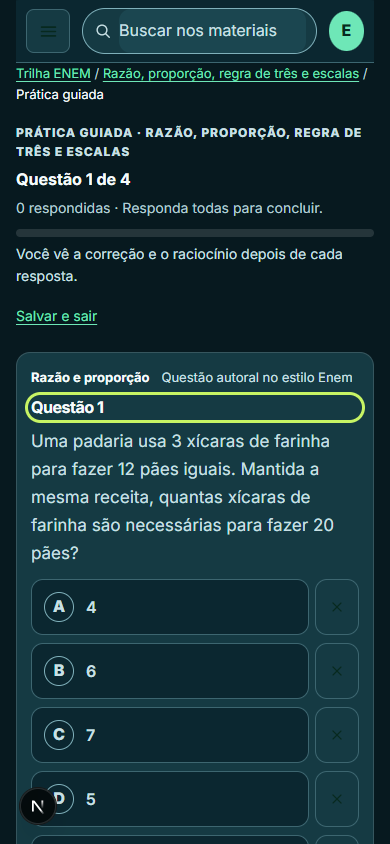 Buscar nos materiais
E
Trilha ENEM / Razão, proporção, regra de três e escalas /
Prática guiada
PRÁTICA GUIADA · RAZÃO, PROPORÇÃO, REGRA DE
TRÊS E ESCALAS
Questão 1 de 4
0 respondidas · Responda todas para concluir.
Você vê a correção e o raciocínio depois de cada
resposta.
Salvar e sair
Razão e proporção Questão autoral no estilo Enem
Questão 1
Uma padaria usa 3 xícaras de farinha
para fazer 12 pães iguais. Mantida a
mesma receita, quantas xícaras de
farinha são necessárias para fazer 20
pães?
A 4 ×
B 6 ×
C 7 ×
D 5 ×
N